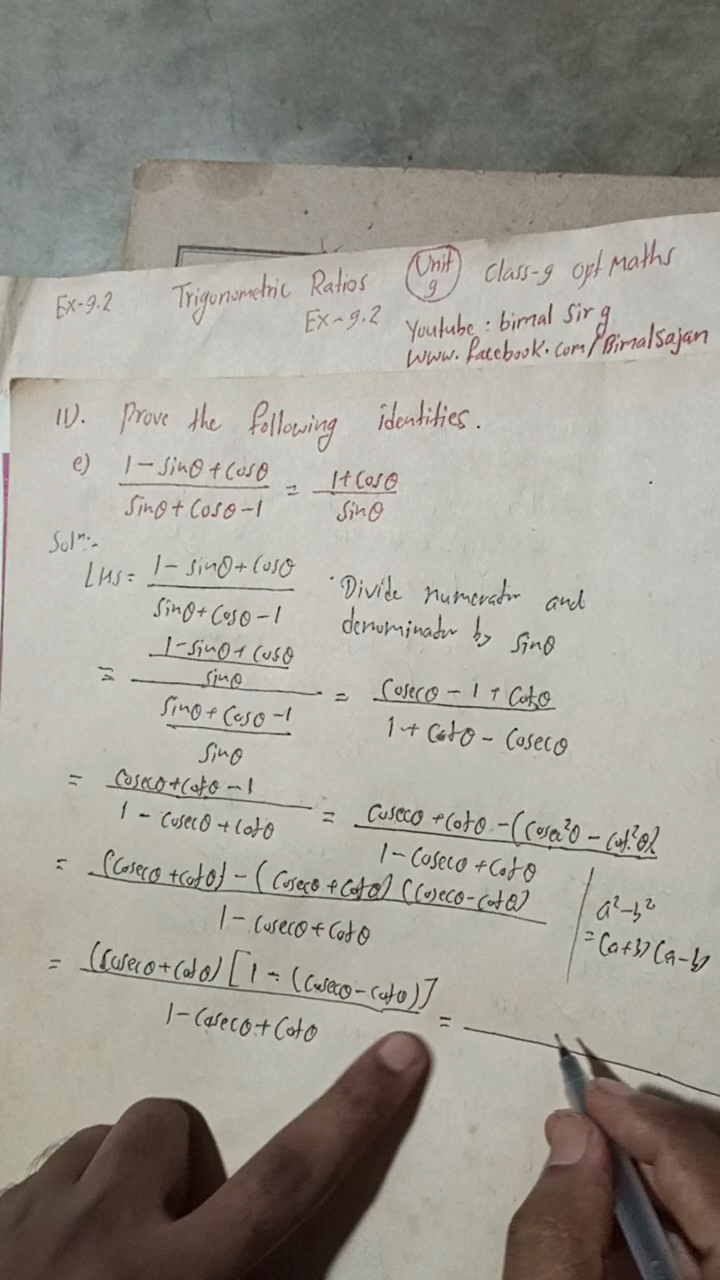 Ex-9.2 Trigonometric Ratios Unit 9 Class-9 Opt Maths
Ex-9.2 Youtube : bimal Sir g
www.facebook.com/Bimalsajan
10. Prove the following identities.
e) (1 - sinθ + cosθ)/(sinθ + cosθ - 1) = (1 + cosθ)/sinθ
Solⁿ:-
LHS = (1 - sinθ + cosθ)/(sinθ + cosθ - 1) Divide numerator and
denominator by sinθ
= ((1 - sinθ + cosθ)/sinθ)/((sinθ + cosθ - 1)/sinθ) = (cosecθ - 1 + cotθ)/(1 + cotθ - cosecθ)
= (cosecθ + cotθ - 1)/(1 - cosecθ + cotθ) = (cosecθ + cotθ - (cosec²θ - cot²θ))/(1 - cosecθ + cotθ)
= ((cosecθ + cotθ) - (cosecθ + cotθ)(cosecθ - cotθ))/(1 - cosecθ + cotθ) a² - b²
= (a+b)(a-b)
= ((cosecθ + cotθ)[1 - (cosecθ - cotθ)])/(1 - cosecθ + cotθ) =